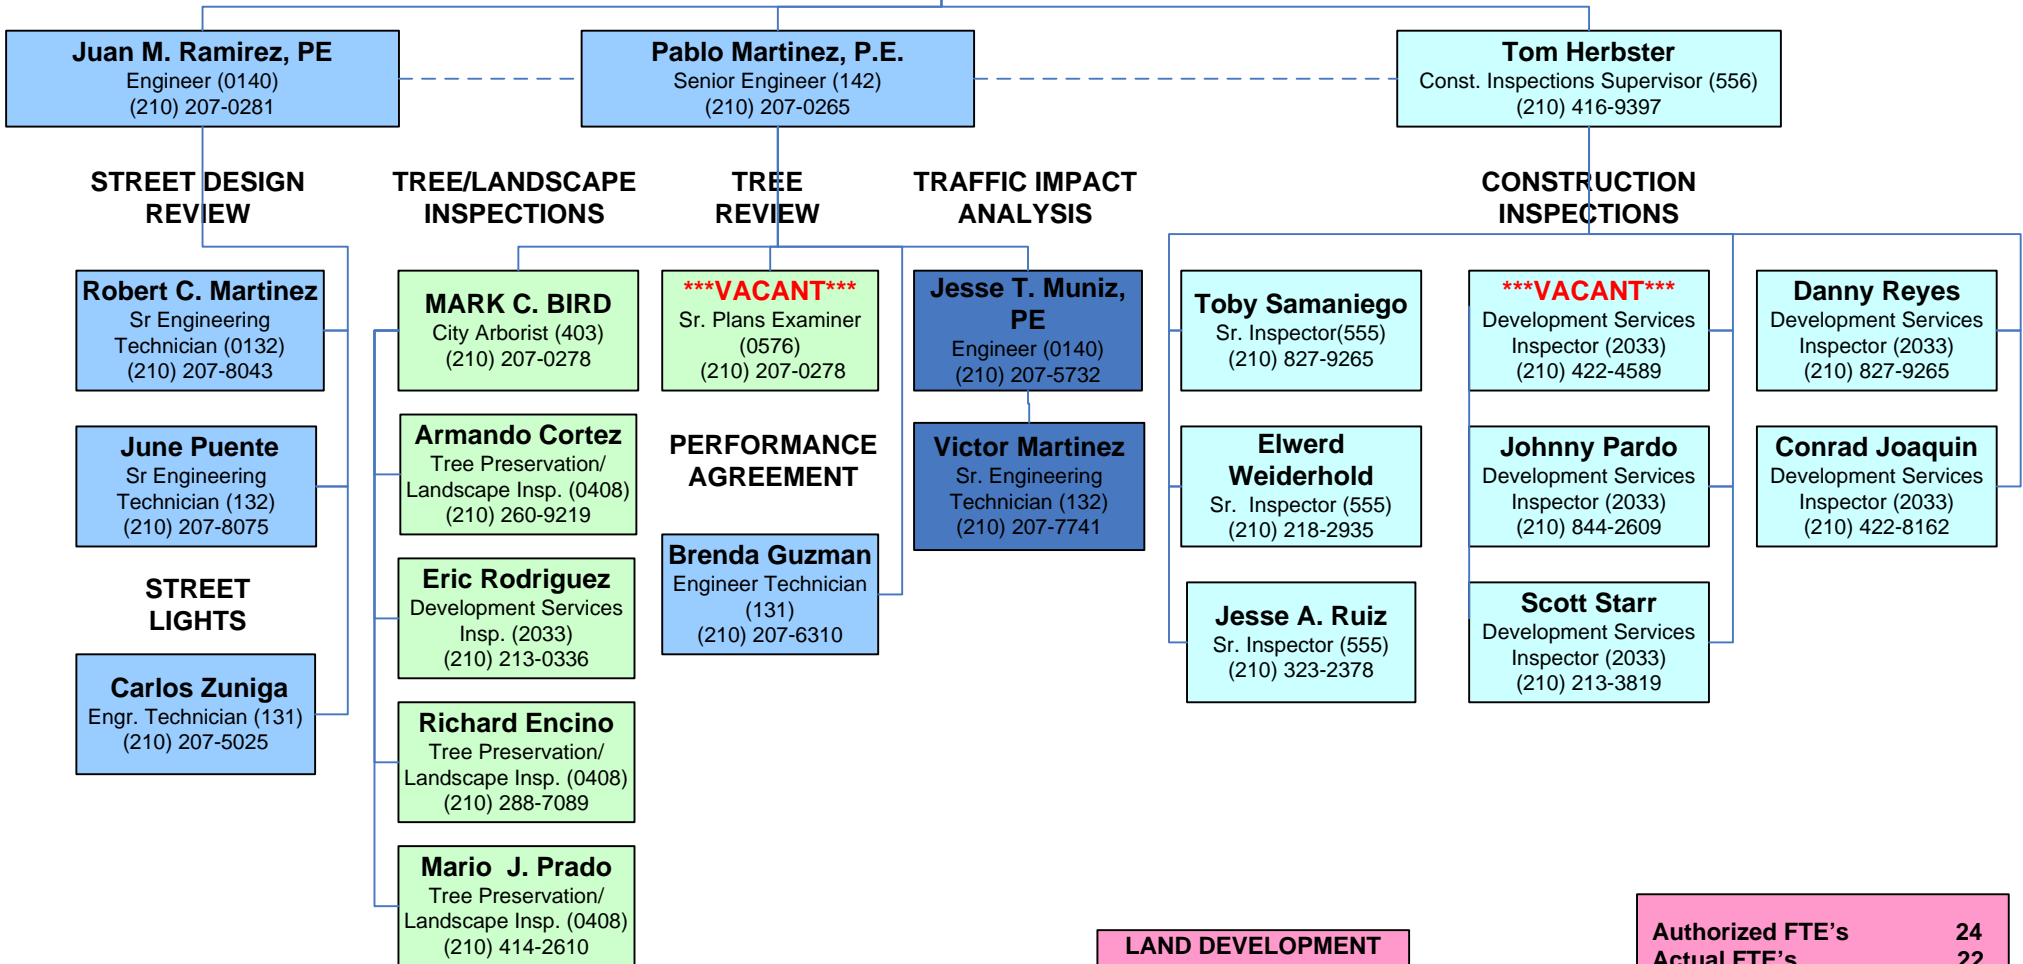 Juan M. Ramirez, PE
Engineer (0140)
(210) 207-0281
Pablo Martinez, P.E.
Senior Engineer (142)
(210) 207-0265
Tom Herbster
Const. Inspections Supervisor (556)
(210) 416-9397
STREET DESIGN
REVIEW
TREE/LANDSCAPE
INSPECTIONS
TREE
REVIEW
TRAFFIC IMPACT
ANALYSIS
CONSTRUCTION
INSPECTIONS
Robert C. Martinez
Sr Engineering
Technician (0132)
(210) 207-8043
MARK C. BIRD
City Arborist (403)
(210) 207-0278
***VACANT***
Sr. Plans Examiner
(0576)
(210) 207-0278
Jesse T. Muniz,
PE
Engineer (0140)
(210) 207-5732
Toby Samaniego
Sr. Inspector(555)
(210) 827-9265
***VACANT***
Development Services
Inspector (2033)
(210) 422-4589
Danny Reyes
Development Services
Inspector (2033)
(210) 827-9265
June Puente
Sr Engineering
Technician (132)
(210) 207-8075
Armando Cortez
Tree Preservation/
Landscape Insp. (0408)
(210) 260-9219
PERFORMANCE
AGREEMENT
Victor Martinez
Sr. Engineering
Technician (132)
(210) 207-7741
Elwerd
Weiderhold
Sr. Inspector (555)
(210) 218-2935
Johnny Pardo
Development Services
Inspector (2033)
(210) 844-2609
Conrad Joaquin
Development Services
Inspector (2033)
(210) 422-8162
STREET
LIGHTS
Eric Rodriguez
Development Services
Insp. (2033)
(210) 213-0336
Brenda Guzman
Engineer Technician
(131)
(210) 207-6310
Jesse A. Ruiz
Sr. Inspector (555)
(210) 323-2378
Scott Starr
Development Services
Inspector (2033)
(210) 213-3819
Carlos Zuniga
Engr. Technician (131)
(210) 207-5025
Richard Encino
Tree Preservation/
Landscape Insp. (0408)
(210) 288-7089
Mario J. Prado
Tree Preservation/
Landscape Insp. (0408)
(210) 414-2610
LAND DEVELOPMENT
Authorized FTE's 24
Actual FTE's 22